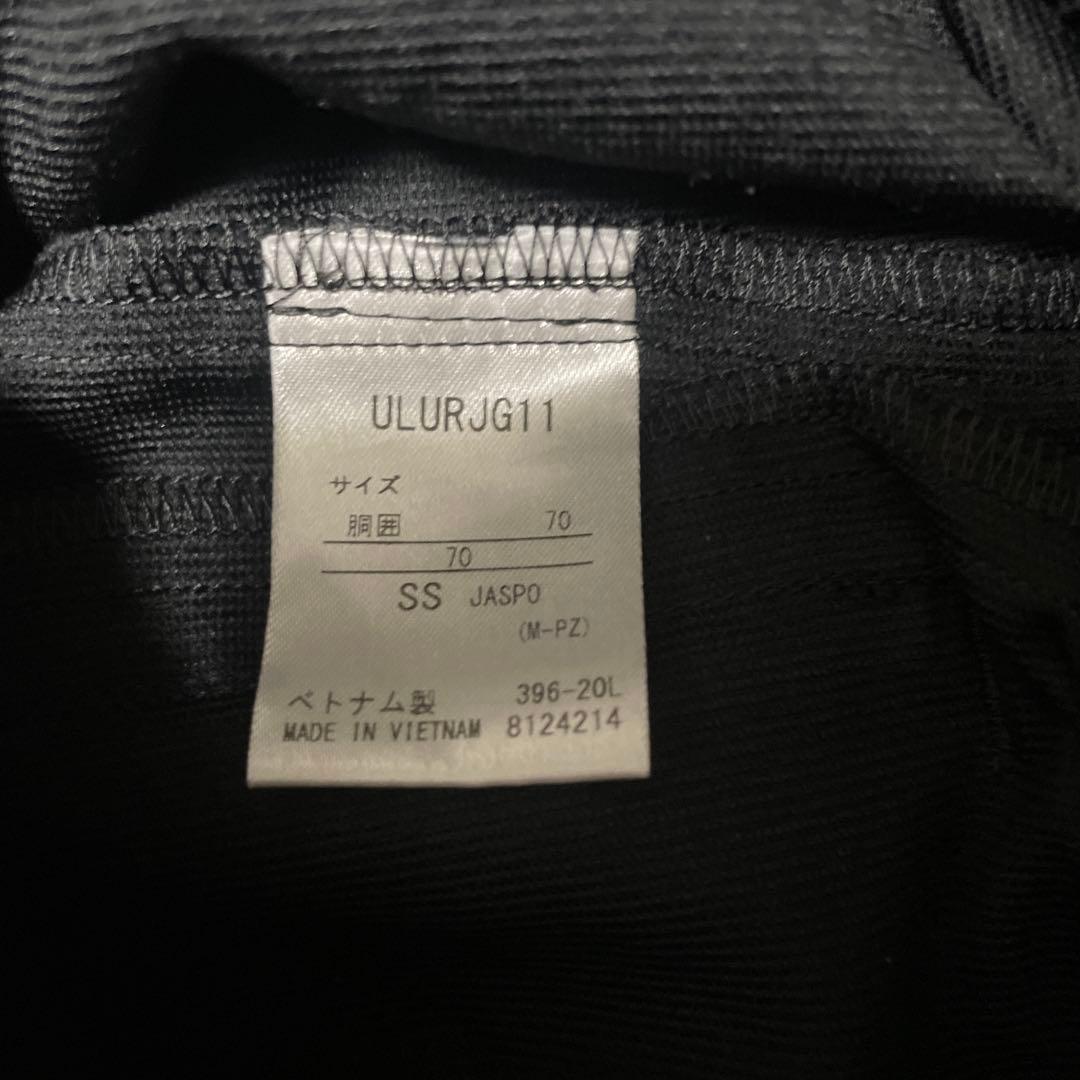 ULURJG11
サイズ
胴囲 70
70
SS JASPO
(M-PZ)
ベトナム製 396-20L
MADE IN VIETNAM 8124214